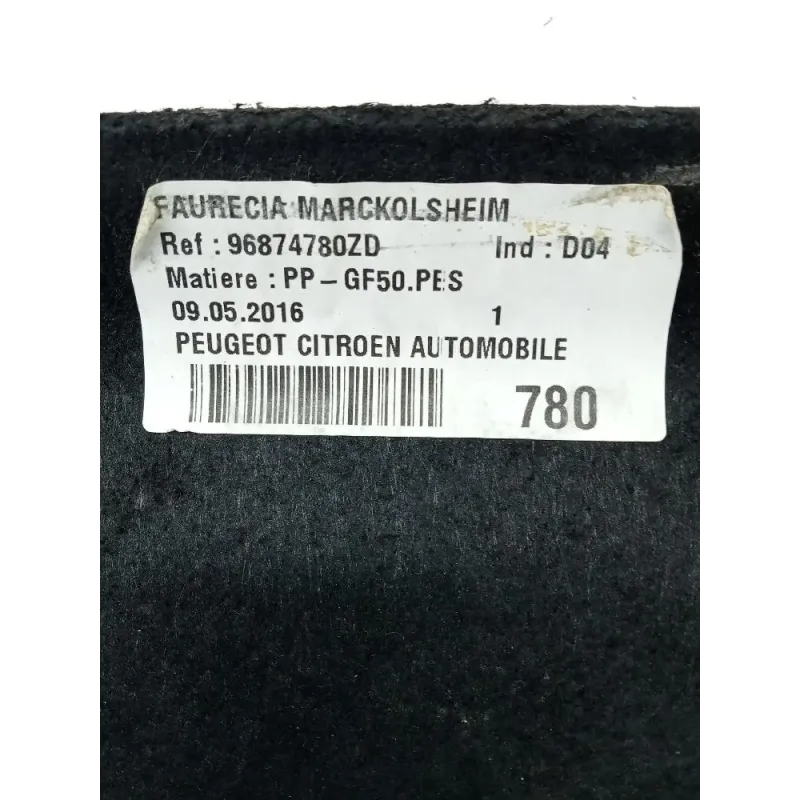 FAURECIA MARCKOLSHEIM
Ref : 96874780ZD Ind : D04
Matiere : PP-GF50.PES
09.05.2016 1
PEUGEOT CITROEN AUTOMOBILE
780